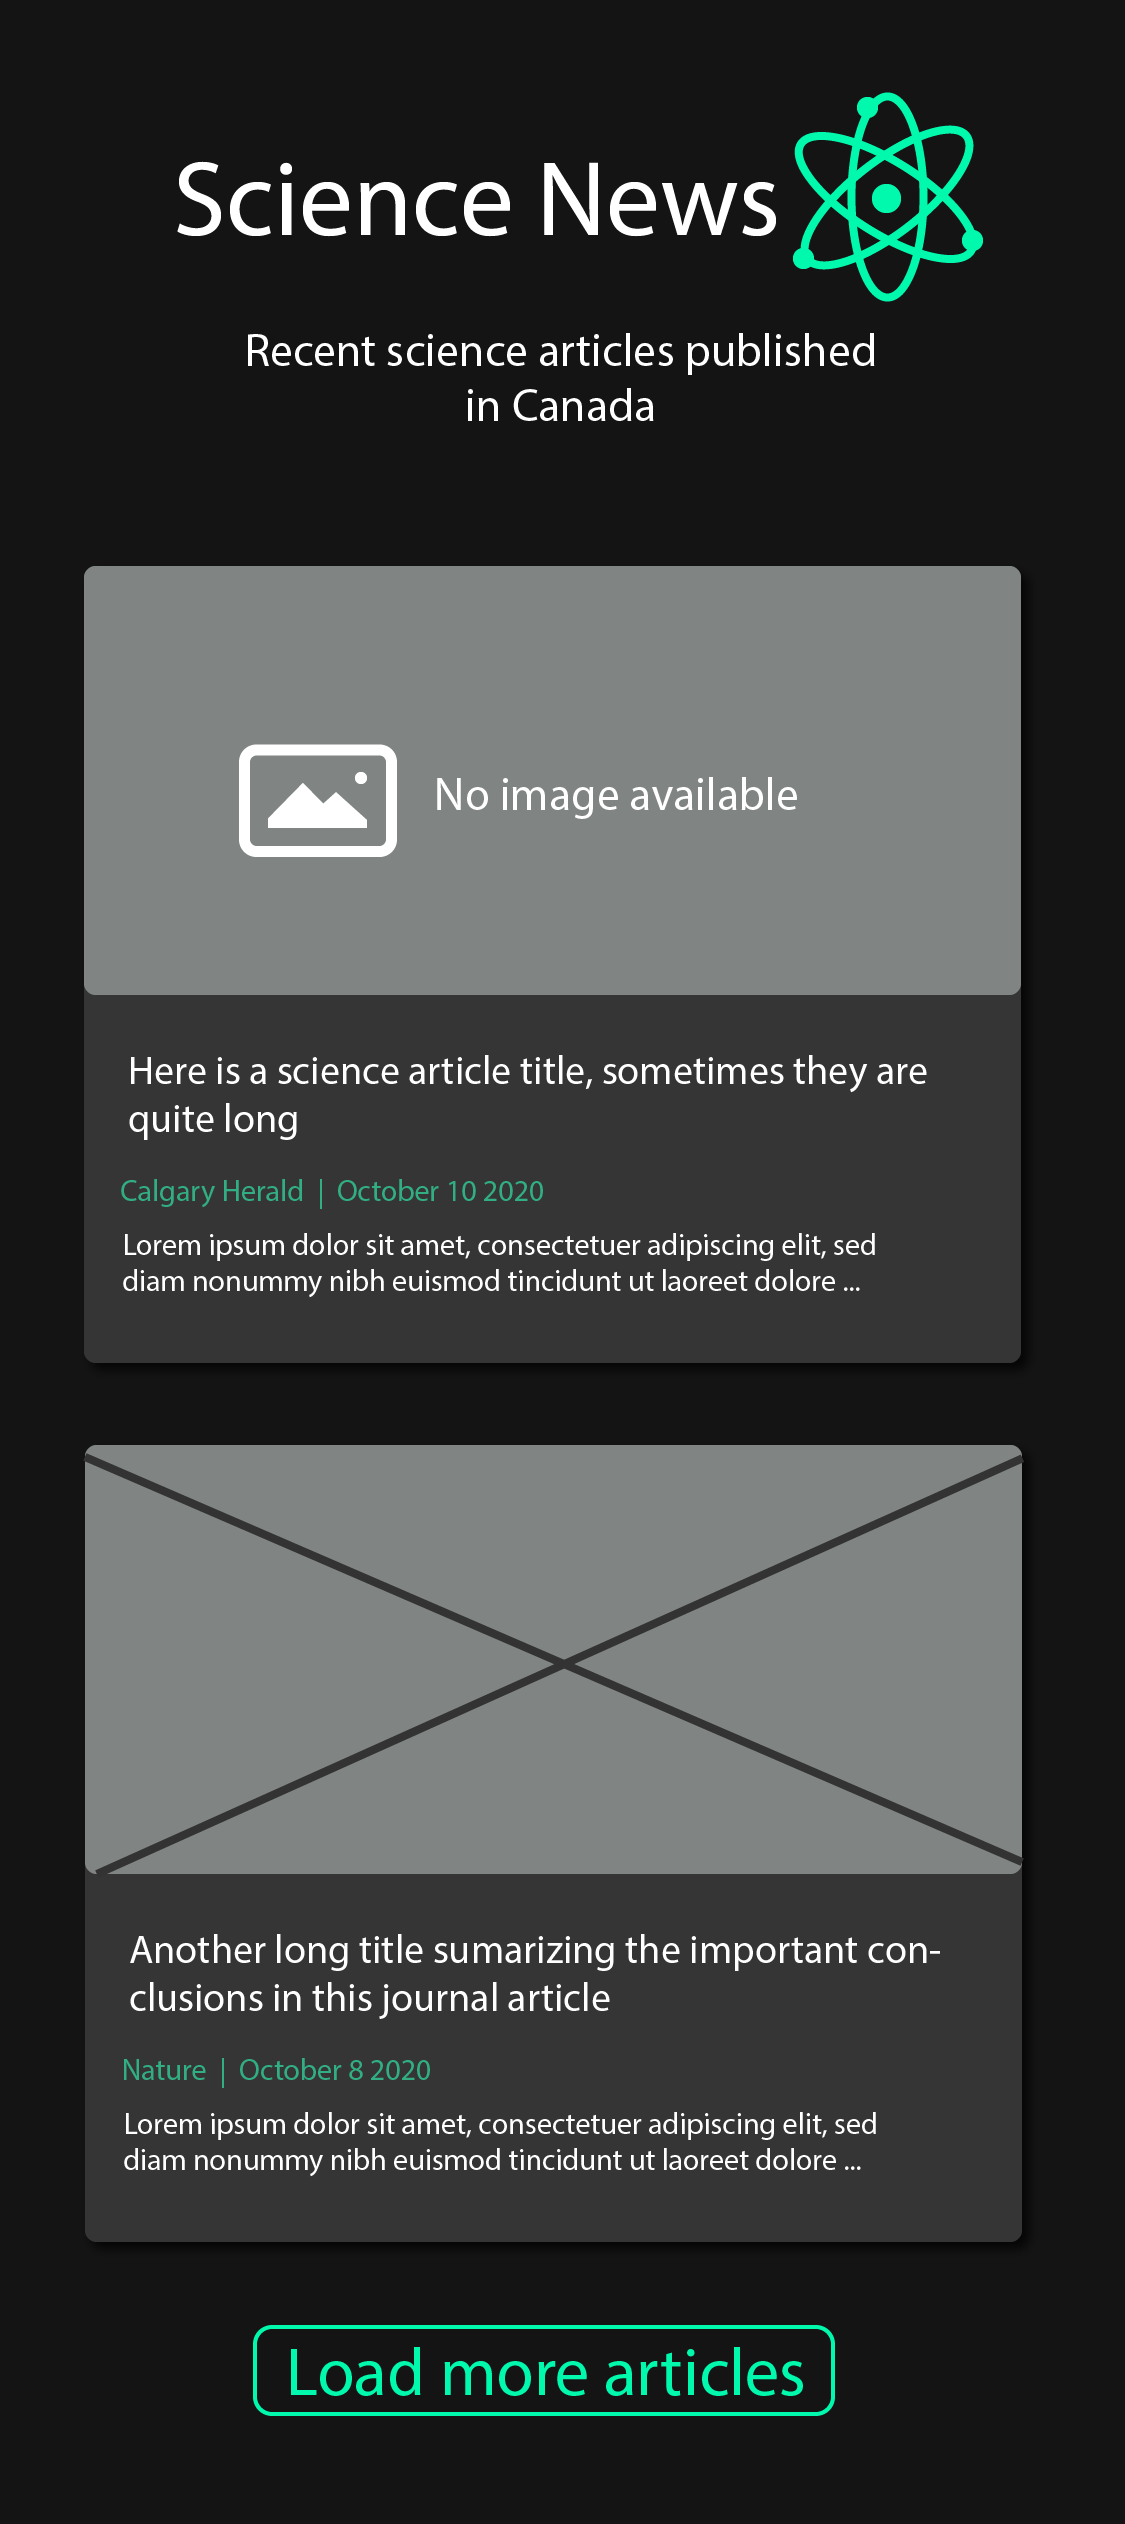 Science News
Recent science articles published
in Canada
No image available
Here is a science article title, sometimes they are
quite long
Calgary Herald | October 10 2020
Lorem ipsum dolor sit amet, consectetuer adipiscing elit, sed
diam nonummy nibh euismod tincidunt ut laoreet dolore ...
Another long title sumarizing the important con-
clusions in this journal article
Nature | October 8 2020
Lorem ipsum dolor sit amet, consectetuer adipiscing elit, sed
diam nonummy nibh euismod tincidunt ut laoreet dolore ...
Load more articles